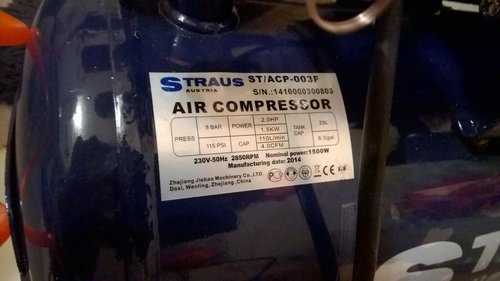 STRAUS ST/ACP-003F
AUSTRIA S/N.:1410000300803
AIR COMPRESSOR
PRESS 8 BAR POWER 2.0HP TANK CAP 25L
1.5KW
115 PSI CAP 110L/min 6.5gal
4.0CFM
230V-50Hz 2850RPM Nominal power:1500W
Manufacturing date: 2014
Zhejiang Jiebao Machinery Co.,LTD
Daxi, Wenling, Zhejiang .China
CE
ST